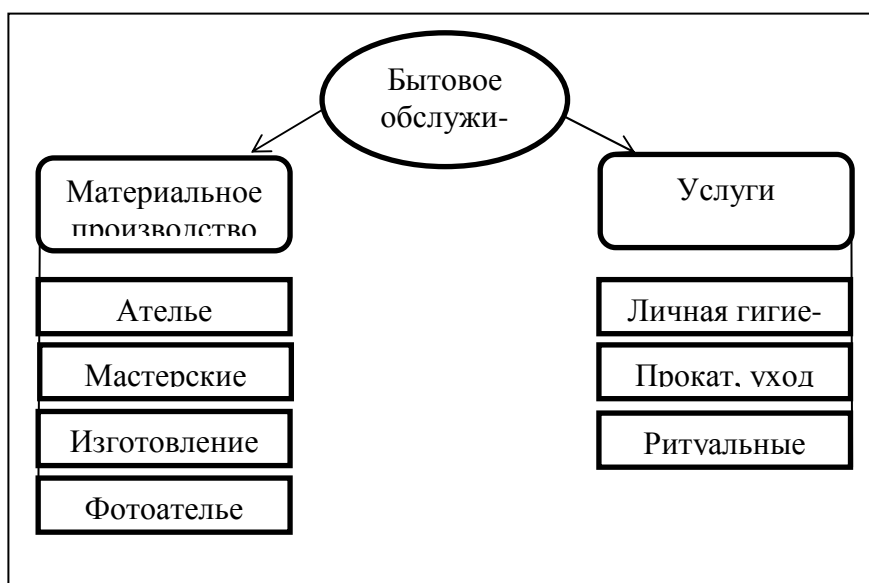 Бытовое
обслужи-
Материальное
производство
Услуги
Ателье
Мастерские
Изготовление
Фотоателье
Личная гигие-
Прокат, уход
Ритуальные